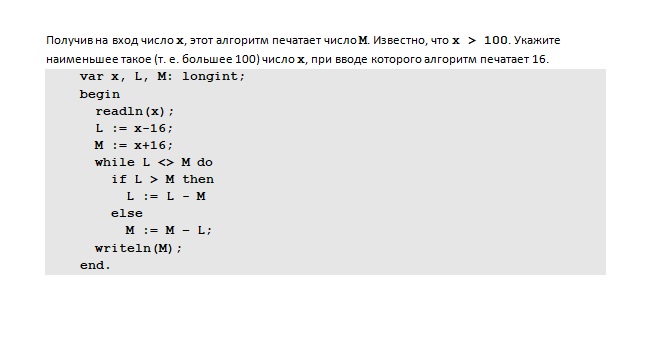 Получив на вход число x, этот алгоритм печатает число M. Известно, что x > 100. Укажите
наименьшее такое (т. е. большее 100) число x, при вводе которого алгоритм печатает 16.
var x, L, M: longint;
begin
readln(x);
L := x-16;
M := x+16;
while L <> M do
if L > M then
L := L - M
else
M := M - L;
writeln(M);
end.